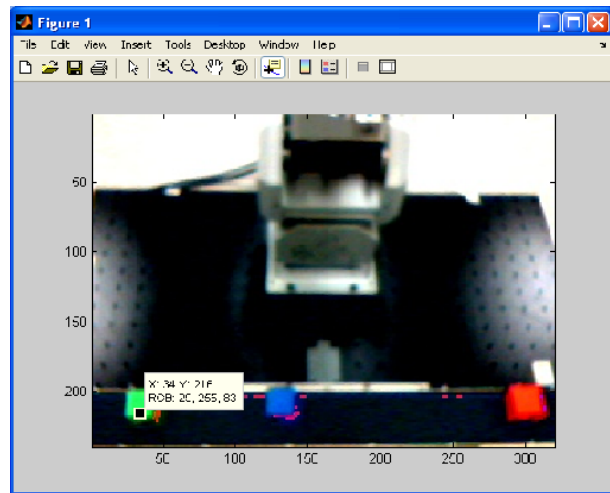 Figure 1
File Edit View Insert Tools Desktop Window Help
50
100
150
200
X: 34 Y: 216
RGB: 20, 255, 83
50 100 150 200 250 300